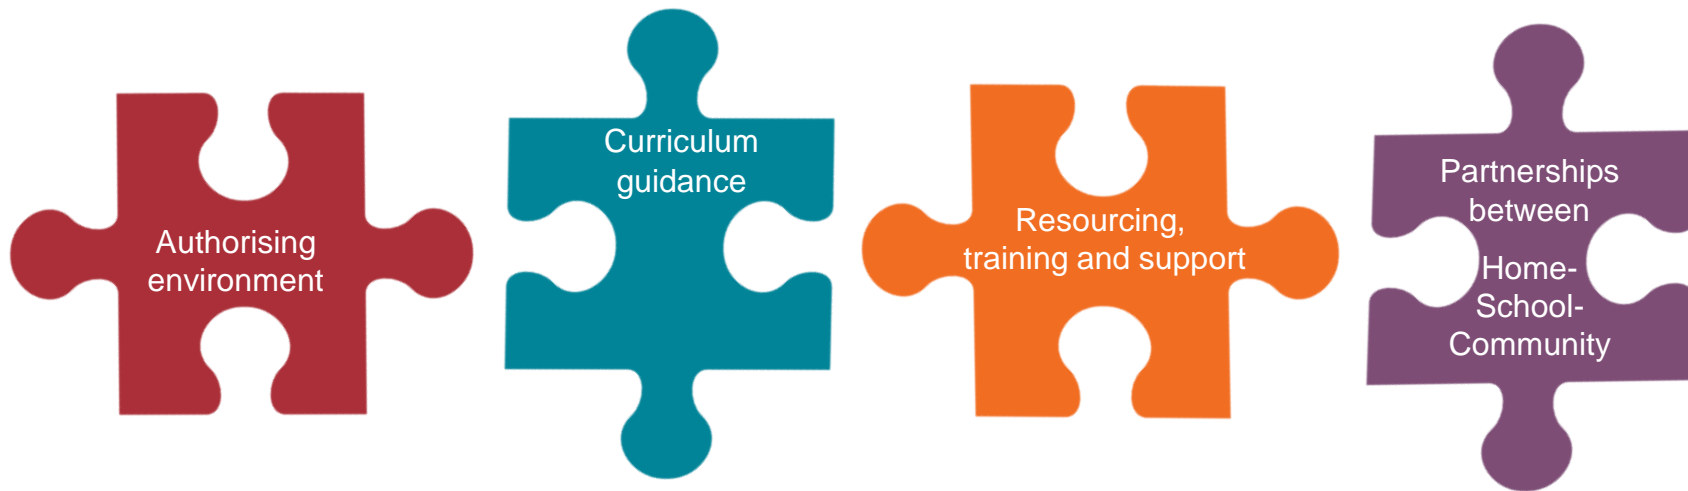 Authorising
environment
Curriculum
guidance
Resourcing,
training and support
Partnerships
between
Home-
School-
Community